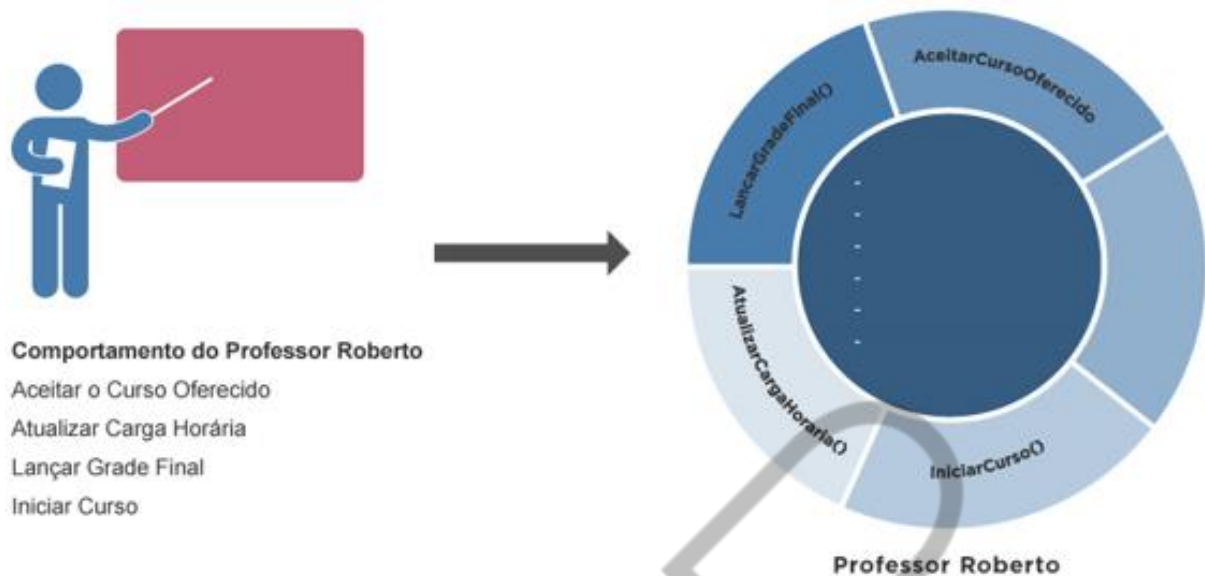 Comportamento do Professor Roberto
Aceitar o Curso Oferecido
Atualizar Carga Horária
Lançar Grade Final
Iniciar Curso
LancarGradeFinal()
AceitarCursoOferecido
AtualizarCargaHoraria()
IniciarCurso()
-
-
-
-
-
-
Professor Roberto